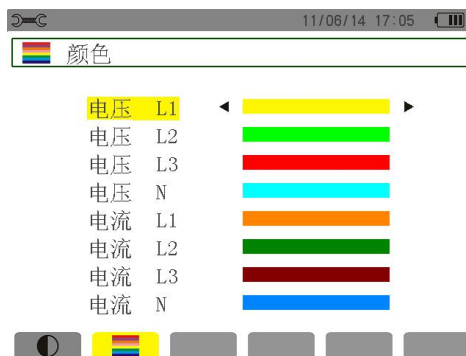 11/06/14 17:05
颜色
电压 L1
电压 L2
电压 L3
电压 N
电流 L1
电流 L2
电流 L3
电流 N